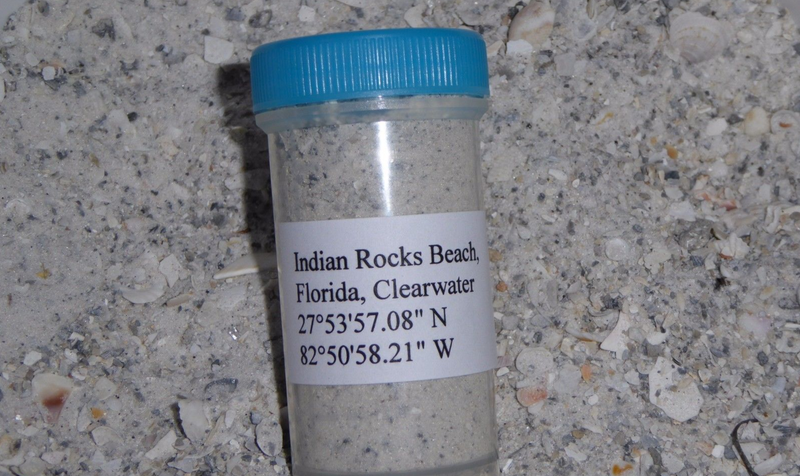 Indian Rocks Beach,
Florida, Clearwater
27°53'57.08" N
82°50'58.21" W